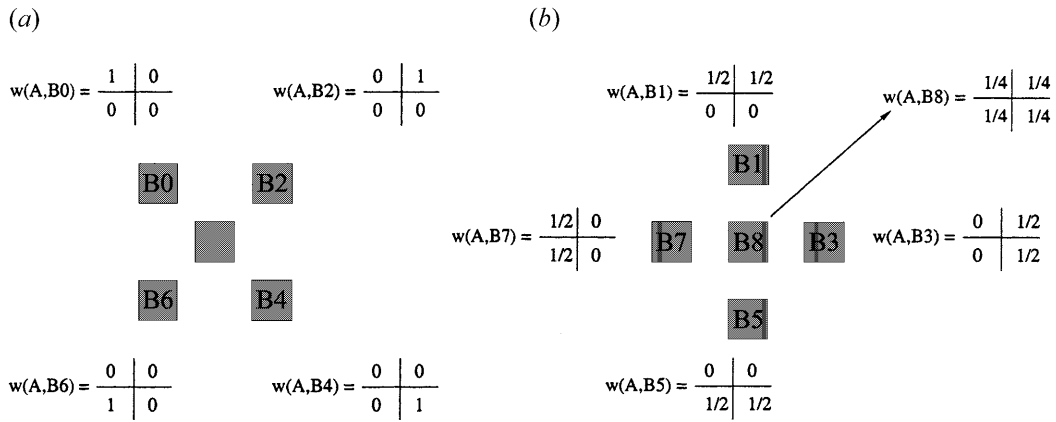 (a)
(b)
w(A,B0) = 1 0
0 0
w(A,B2) = 0 1
0 0
w(A,B1) = 1/2 1/2
0 0
w(A,B8) = 1/4 1/4
1/4 1/4
B0
B2
B1
w(A,B7) = 1/2 0
1/2 0
B7
B8
B3
w(A,B3) = 0 1/2
0 1/2
B6
B4
B5
w(A,B6) = 0 0
1 0
w(A,B4) = 0 0
0 1
w(A,B5) = 0 0
1/2 1/2